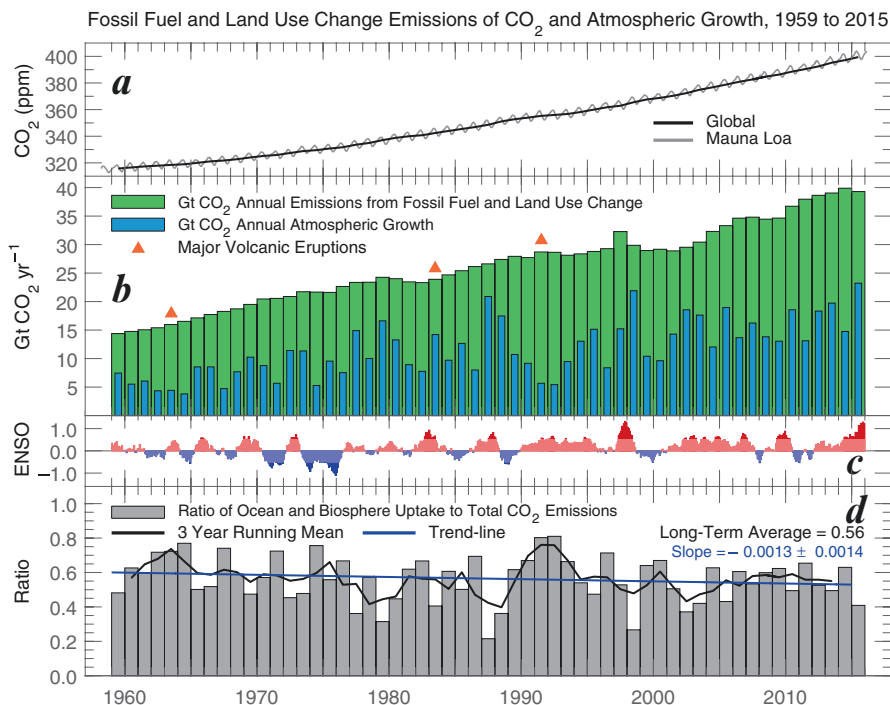 Fossil Fuel and Land Use Change Emissions of CO₂ and Atmospheric Growth, 1959 to 2015
a
CO₂ (ppm)
400
380
360
340
320
Global
Mauna Loa
b
Gt CO₂ yr⁻¹
40
35
30
25
20
15
10
5
Gt CO₂ Annual Emissions from Fossil Fuel and Land Use Change
Gt CO₂ Annual Atmospheric Growth
Major Volcanic Eruptions
c
ENSO I
1.0
0.0
-1.0
d
Ratio
1.0
0.8
0.6
0.4
0.2
0.0
Ratio of Ocean and Biosphere Uptake to Total CO₂ Emissions
3 Year Running Mean
Trend-line
Long-Term Average = 0.56
Slope = − 0.0013 ± 0.0014
1960 1970 1980 1990 2000 2010